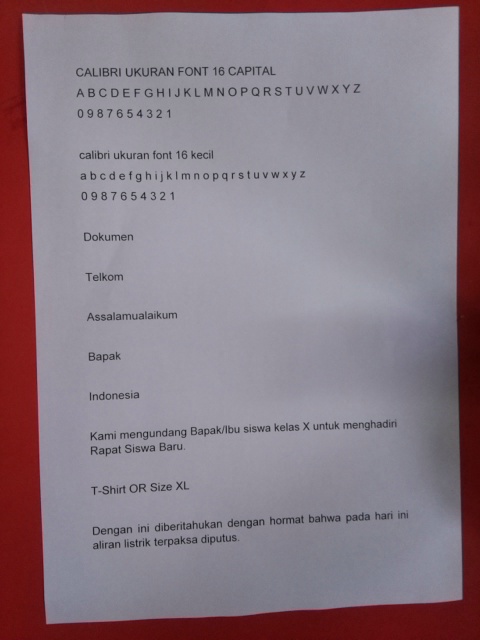 CALIBRI UKURAN FONT 16 CAPITAL
A B C D E F G H I J K L M N O P Q R S T U V W X Y Z
0 9 8 7 6 5 4 3 2 1
calibri ukuran font 16 kecil
a b c d e f g h i j k l m n o p q r s t u v w x y z
0 9 8 7 6 5 4 3 2 1
Dokumen
Telkom
Assalamualaikum
Bapak
Indonesia
Kami mengundang Bapak/Ibu siswa kelas X untuk menghadiri
Rapat Siswa Baru.
T-Shirt OR Size XL
Dengan ini diberitahukan dengan hormat bahwa pada hari ini
aliran listrik terpaksa diputus.